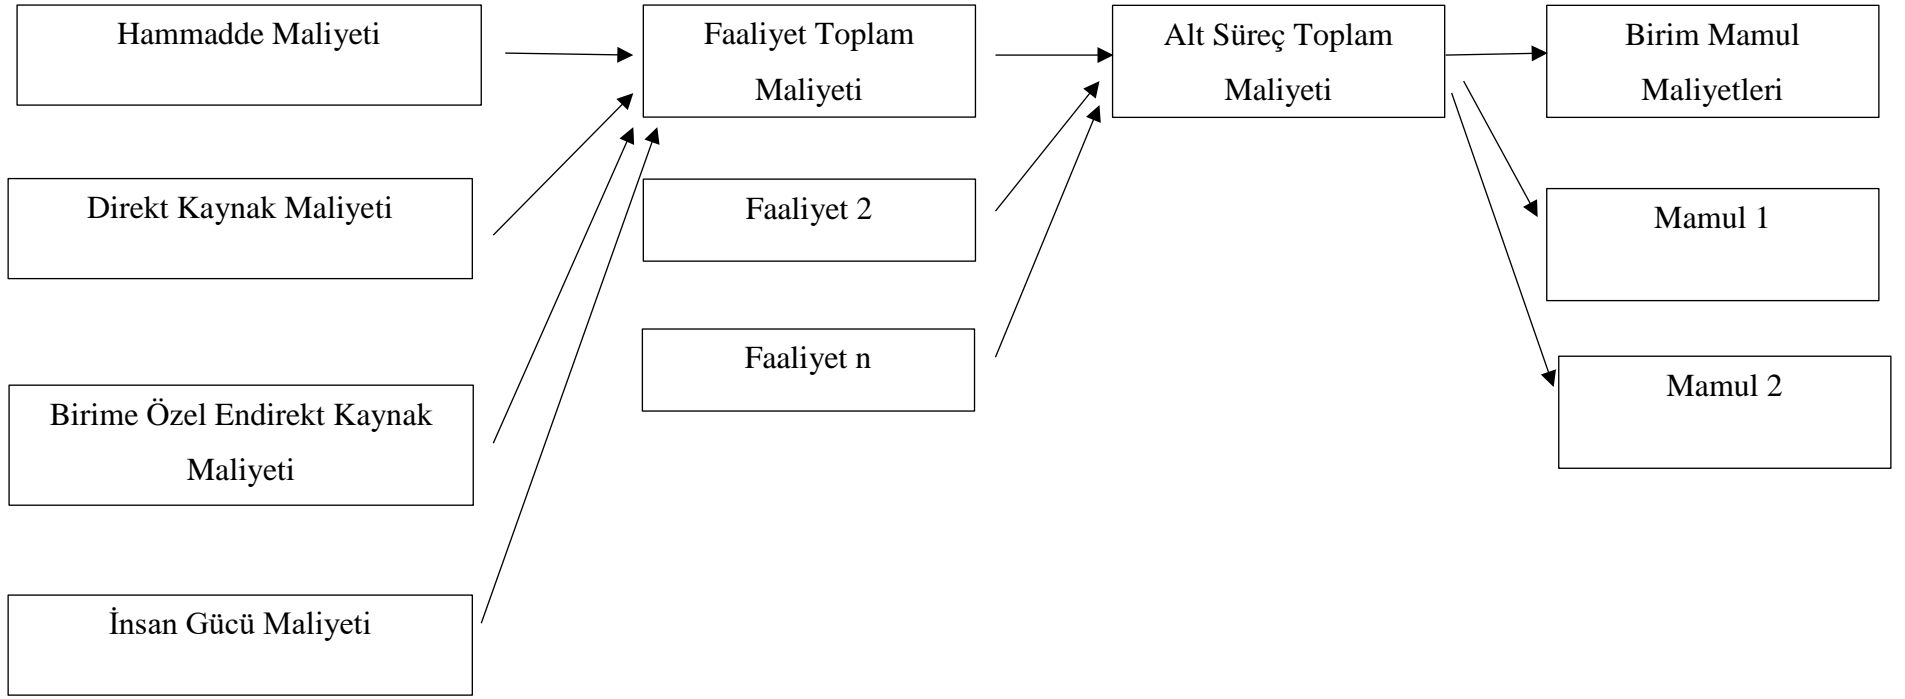 Hammadde Maliyeti
Direkt Kaynak Maliyeti
Birime Özel Endirekt Kaynak
Maliyeti
İnsan Gücü Maliyeti
Faaliyet Toplam
Maliyeti
Faaliyet 2
Faaliyet n
Alt Süreç Toplam
Maliyeti
Birim Mamul
Maliyetleri
Mamul 1
Mamul 2